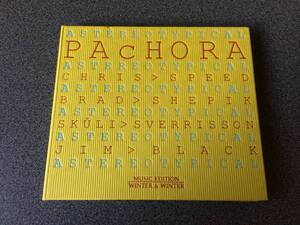 ASTEREOTYPICAL
PAcHORA
ASTEREOTYPICAL
CHRIS>SPEED
ASTEREOTYPICAL
BRAD>SHEPIK
ASTEREOTYPICAL
SKÚLI>SVERRISSON
ASTEREOTYPICAL
JIM>BLACK
ASTEREOTYPICAL
MUSIC EDITION
WINTER & WINTER